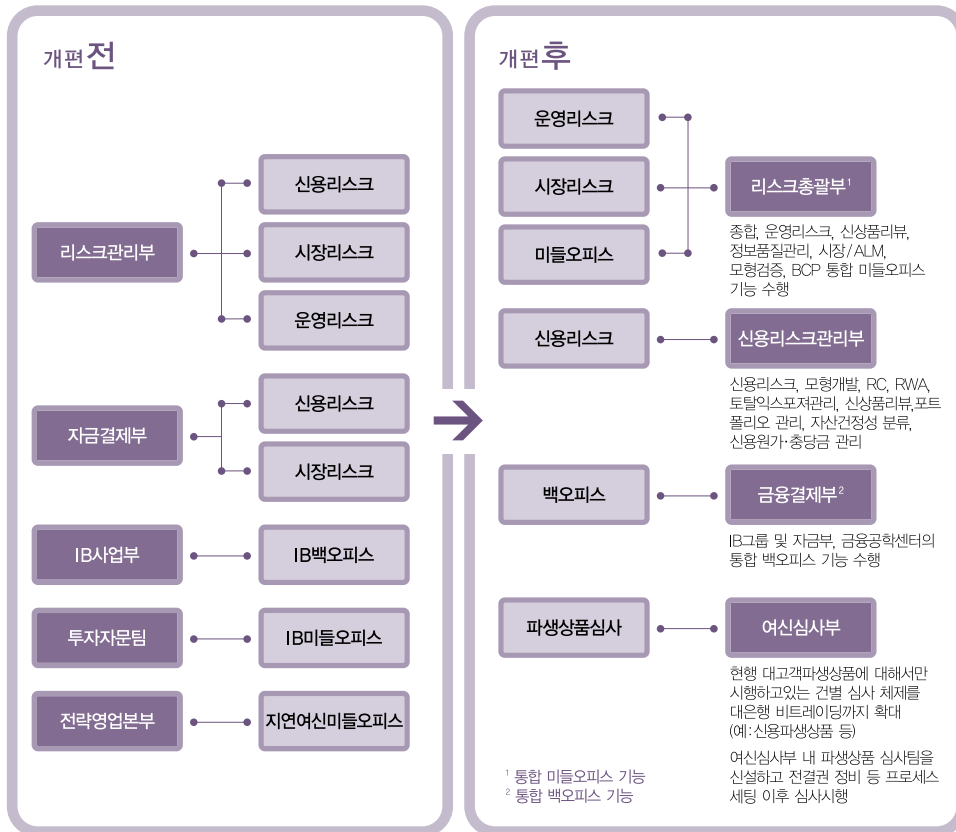 개편전
리스크관리부
신용리스크
시장리스크
운영리스크
자금결제부
신용리스크
시장리스크
IB사업부
IB백오피스
투자자문팀
IB미들오피스
전략영업본부
지연여신미들오피스
개편후
운영리스크
시장리스크
미들오피스
리스크총괄부¹
종합, 운영리스크, 신상품리뷰,
정보품질관리, 시장/ALM,
모형검증, BCP 통합 미들오피스
기능 수행
신용리스크
신용리스크관리부
신용리스크, 모형개발, RC, RWA,
토탈익스포져관리, 신상품리뷰,포트
폴리오 관리, 자산건정성 분류,
신용원가·충당금 관리
백오피스
금융결제부²
IB그룹 및 자금부, 금융공학센터의
통합 백오피스 기능 수행
파생상품심사
여신심사부
현행 대고객파생상품에 대해서만
시행하고있는 건별 심사 체제를
대은행 비트레이딩까지 확대
(예:신용파생상품 등)
여신심사부 내 파생상품 심사팀을
신설하고 전결권 정비 등 프로세스
세팅 이후 심사시행
¹ 통합 미들오피스 기능
² 통합 백오피스 기능